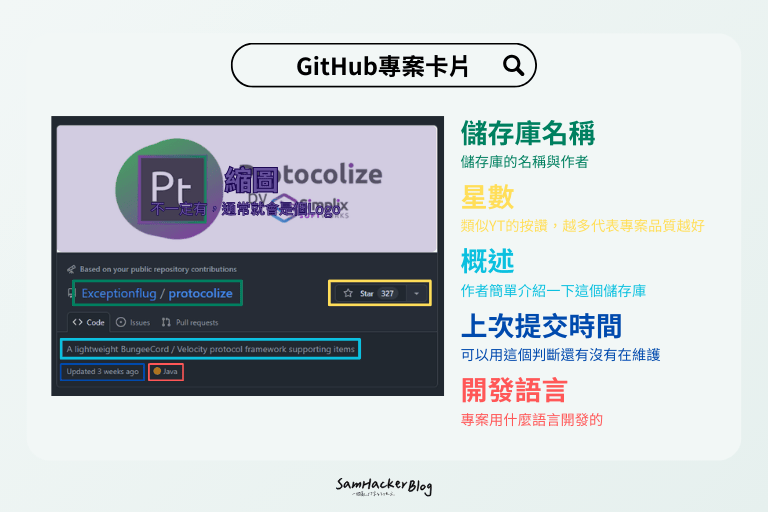 GitHub專案卡片
Pt
Protocolize
縮圖
by Simplix
SOFTWORKS
不一定有，通常就會是個Logo
Based on your public repository contributions
Exceptionflug / protocolize
Star 327
Code Issues Pull requests
A lightweight BungeeCord / Velocity protocol framework supporting items
Updated 3 weeks ago Java
儲存庫名稱
儲存庫的名稱與作者
星數
類似YT的按讚，越多代表專案品質越好
概述
作者簡單介紹一下這個儲存庫
上次提交時間
可以用這個判斷還有沒有在維護
開發語言
專案用什麼語言開發的
SamHackerBlog